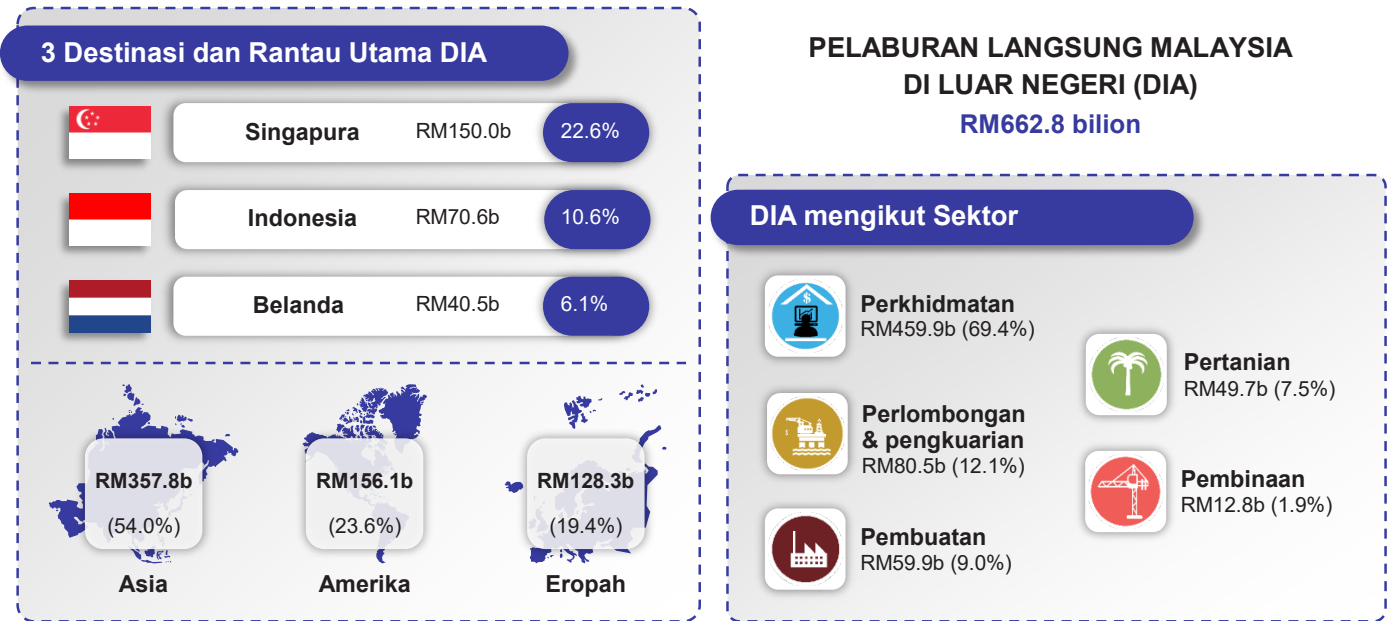 3 Destinasi dan Rantau Utama DIA
Singapura RM150.0b 22.6%
Indonesia RM70.6b 10.6%
Belanda RM40.5b 6.1%
RM357.8b
(54.0%)
Asia
RM156.1b
(23.6%)
Amerika
RM128.3b
(19.4%)
Eropah
PELABURAN LANGSUNG MALAYSIA
DI LUAR NEGERI (DIA)
RM662.8 bilion
DIA mengikut Sektor
$
Perkhidmatan
RM459.9b (69.4%)
Perlombongan
& pengkuarian
RM80.5b (12.1%)
Pembuatan
RM59.9b (9.0%)
Pertanian
RM49.7b (7.5%)
Pembinaan
RM12.8b (1.9%)